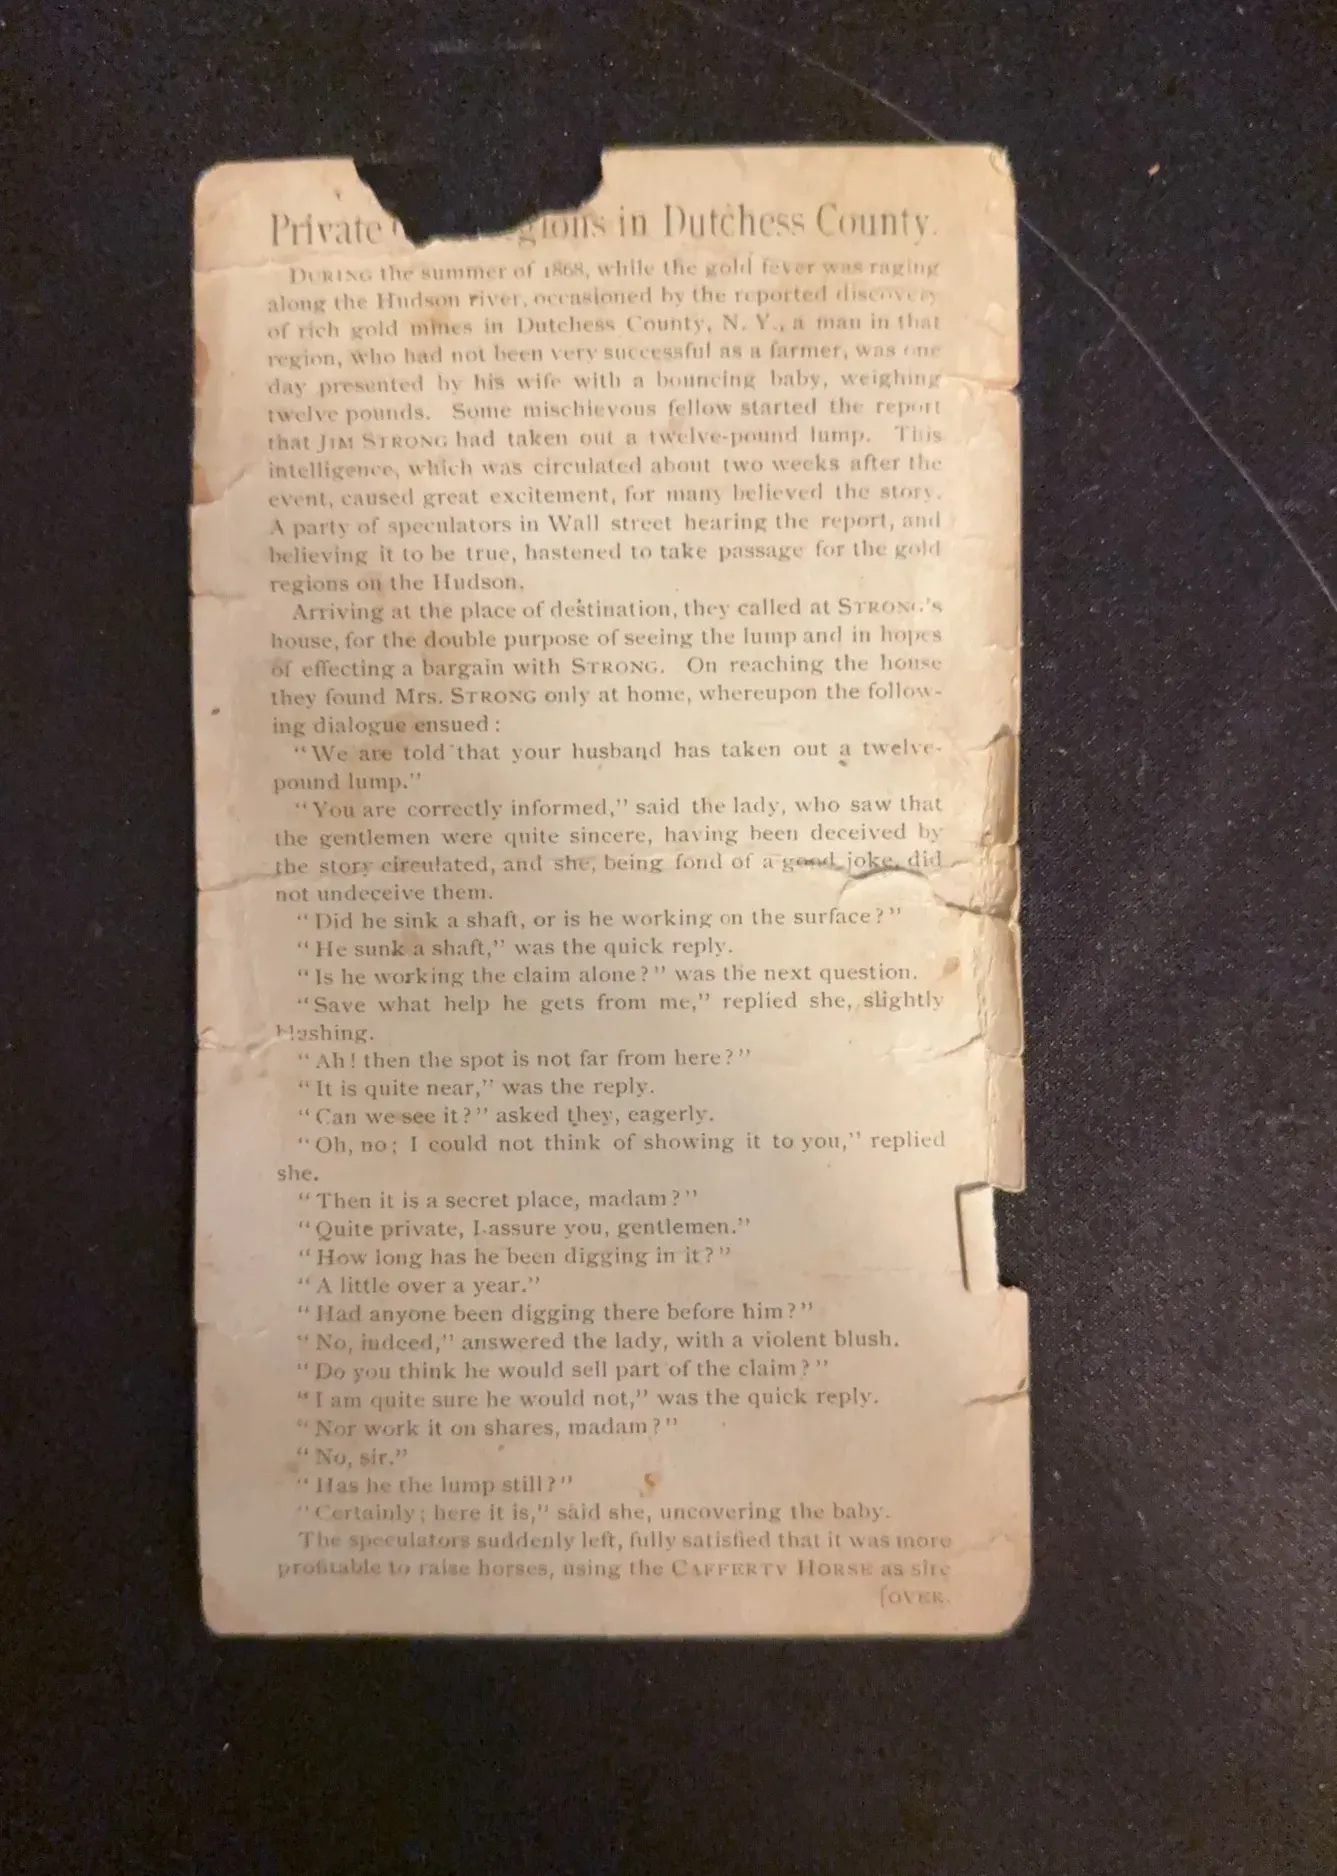 Private gions in Dutchess County.
DURING the summer of 1868, while the gold fever was raging
along the Hudson river, occasioned by the reported discovery
of rich gold mines in Dutchess County, N. Y., a man in that
region, who had not been very successful as a farmer, was one
day presented by his wife with a bouncing baby, weighing
twelve pounds. Some mischievous fellow started the report
that JIM STRONG had taken out a twelve-pound lump. This
intelligence, which was circulated about two weeks after the
event, caused great excitement, for many believed the story.
A party of speculators in Wall street hearing the report, and
believing it to be true, hastened to take passage for the gold
regions on the Hudson.
Arriving at the place of destination, they called at STRONG'S
house, for the double purpose of seeing the lump and in hopes
of effecting a bargain with STRONG. On reaching the house
they found Mrs. STRONG only at home, whereupon the follow-
ing dialogue ensued:
"We are told that your husband has taken out a twelve-
pound lump."
"You are correctly informed," said the lady, who saw that
the gentlemen were quite sincere, having been deceived by
the story circulated, and she, being fond of a good joke, did
not undeceive them.
"Did he sink a shaft, or is he working on the surface?"
"He sunk a shaft," was the quick reply.
"Is he working the claim alone?" was the next question.
"Save what help he gets from me," replied she, slightly
blushing.
"Ah! then the spot is not far from here?"
"It is quite near," was the reply.
"Can we see it?" asked they, eagerly.
"Oh, no; I could not think of showing it to you," replied
she.
"Then it is a secret place, madam?"
"Quite private, I assure you, gentlemen."
"How long has he been digging in it?"
"A little over a year."
"Had anyone been digging there before him?"
"No, indeed," answered the lady, with a violent blush.
"Do you think he would sell part of the claim?"
"I am quite sure he would not," was the quick reply.
"Nor work it on shares, madam?"
"No, sir."
"Has he the lump still?"
"Certainly; here it is," said she, uncovering the baby.
The speculators suddenly left, fully satisfied that it was more
profitable to raise horses, using the CAFFERTY HORSE as sire
[OVER.